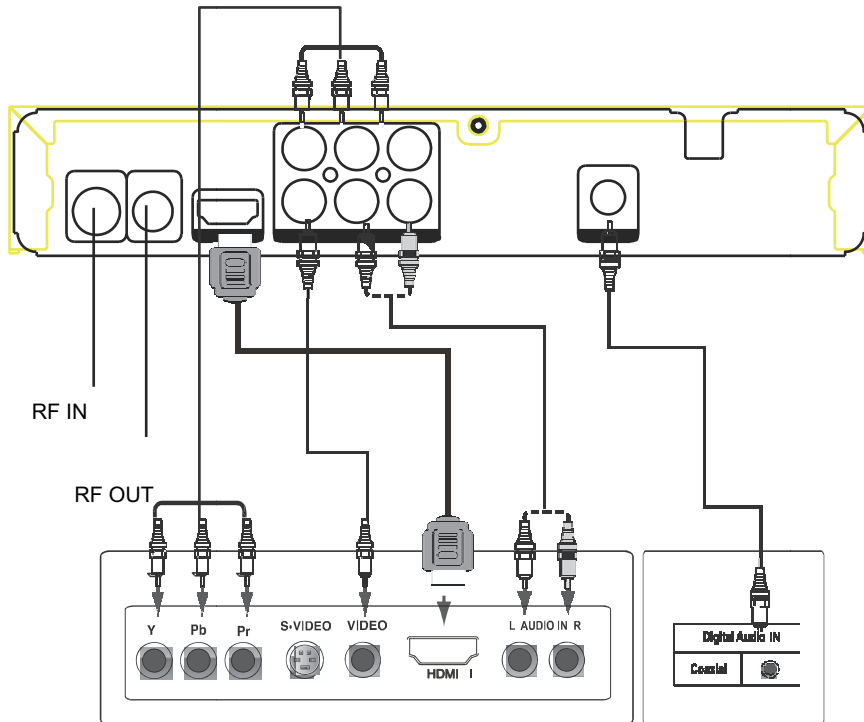 RF IN
RF OUT
Y Pb Pr S-VIDEO VIDEO L AUDIO IN R
HDMI I
Digital Audio IN
Coaxial